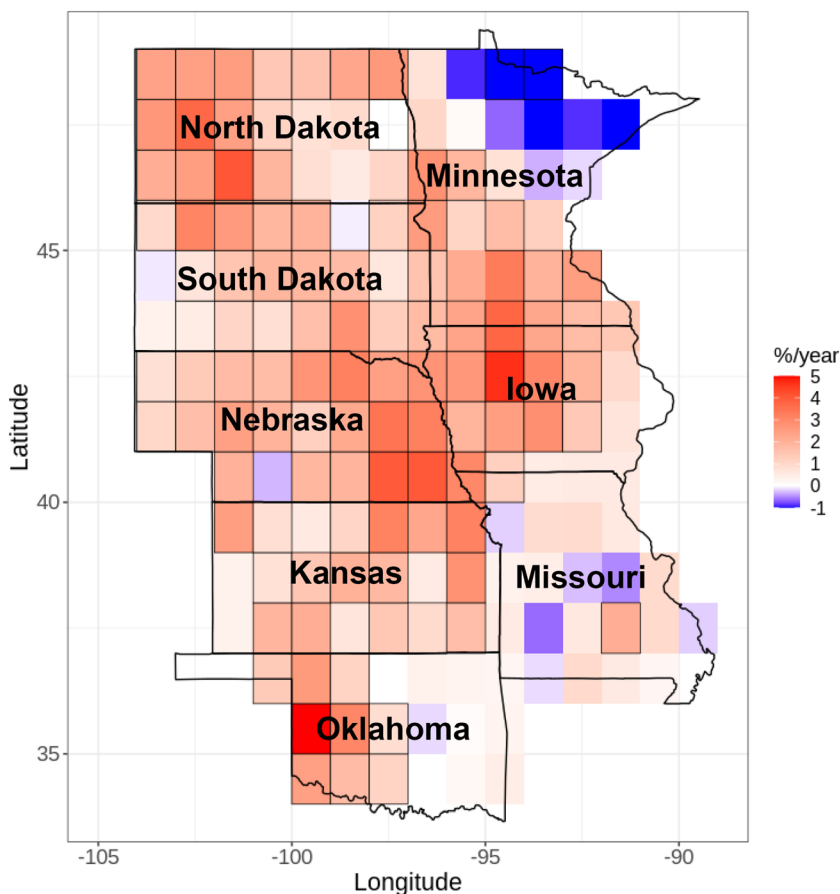 North Dakota
Minnesota
45
South Dakota
%/year
5
4
3
2
1
0
-1
Iowa
Nebraska
Latitude
40
Kansas
Missouri
Oklahoma
35
-105
-100
-95
-90
Longitude